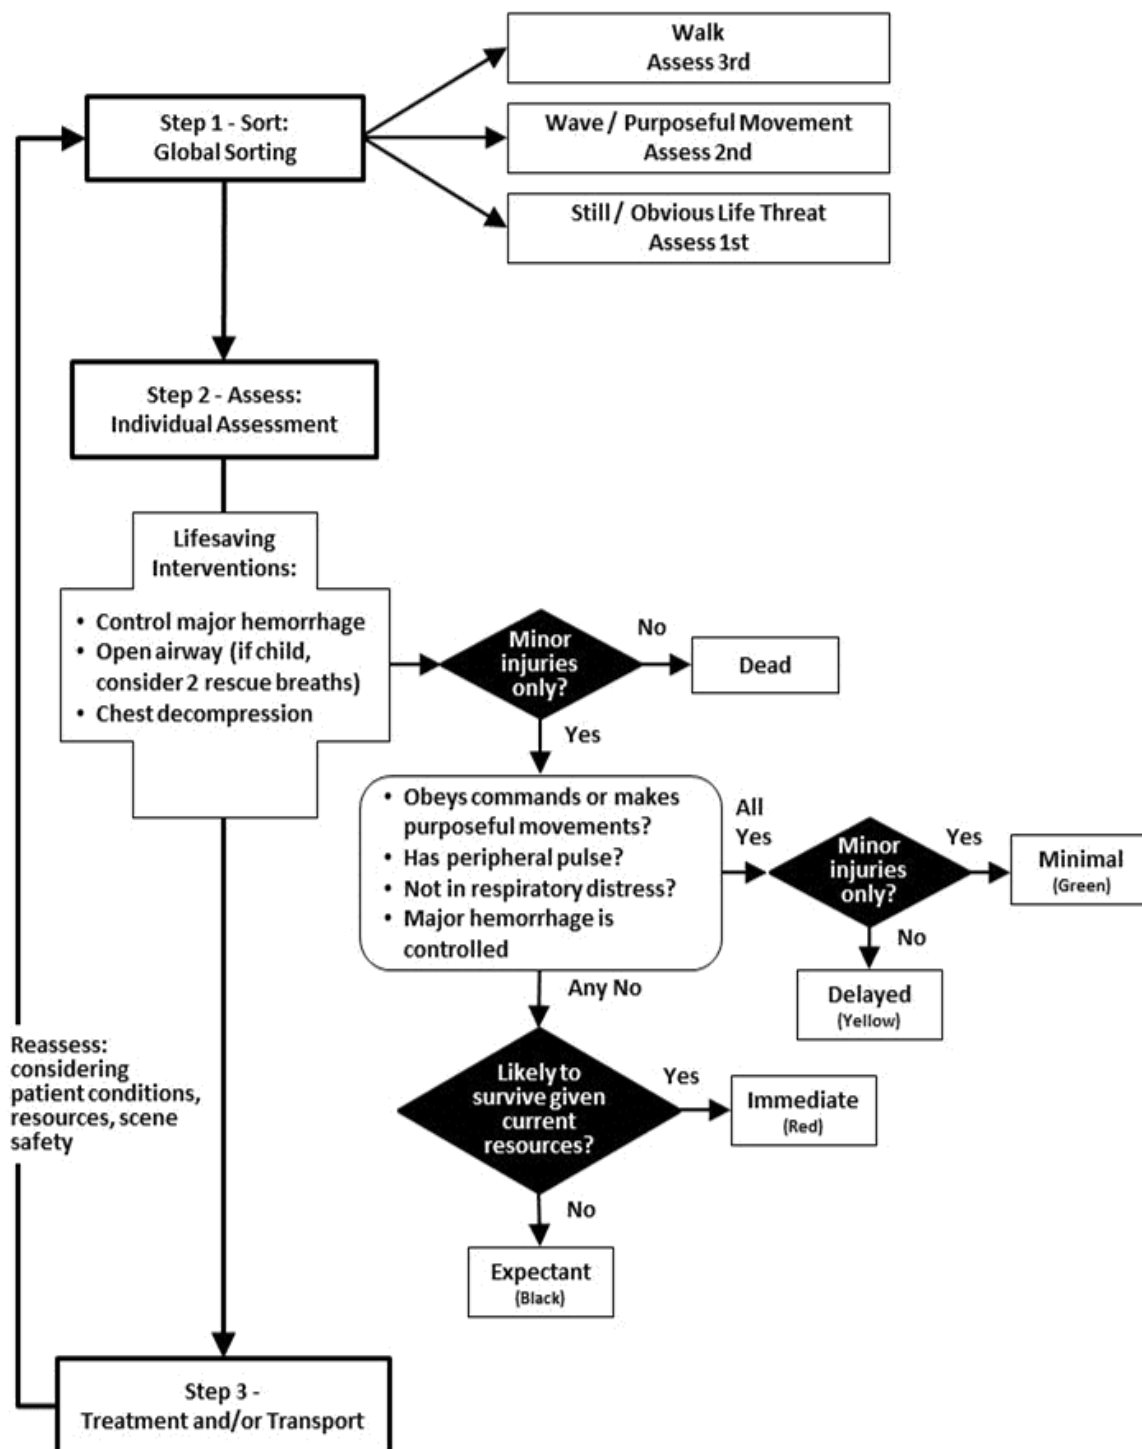 Walk
Assess 3rd
Step 1 - Sort:
Global Sorting
Wave / Purposeful Movement
Assess 2nd
Still / Obvious Life Threat
Assess 1st
Step 2 - Assess:
Individual Assessment
Lifesaving
Interventions:
• Control major hemorrhage
• Open airway (if child,
consider 2 rescue breaths)
• Chest decompression
Minor
injuries
only?
No
Dead
Yes
• Obeys commands or makes
purposeful movements?
• Has peripheral pulse?
• Not in respiratory distress?
• Major hemorrhage is
controlled
All
Yes
Minor
injuries
only?
Yes
Minimal
(Green)
No
Delayed
(Yellow)
Any No
Likely to
survive given
current
resources?
Yes
Immediate
(Red)
No
Expectant
(Black)
Reassess:
considering
patient conditions,
resources, scene
safety
Step 3 -
Treatment and/or Transport